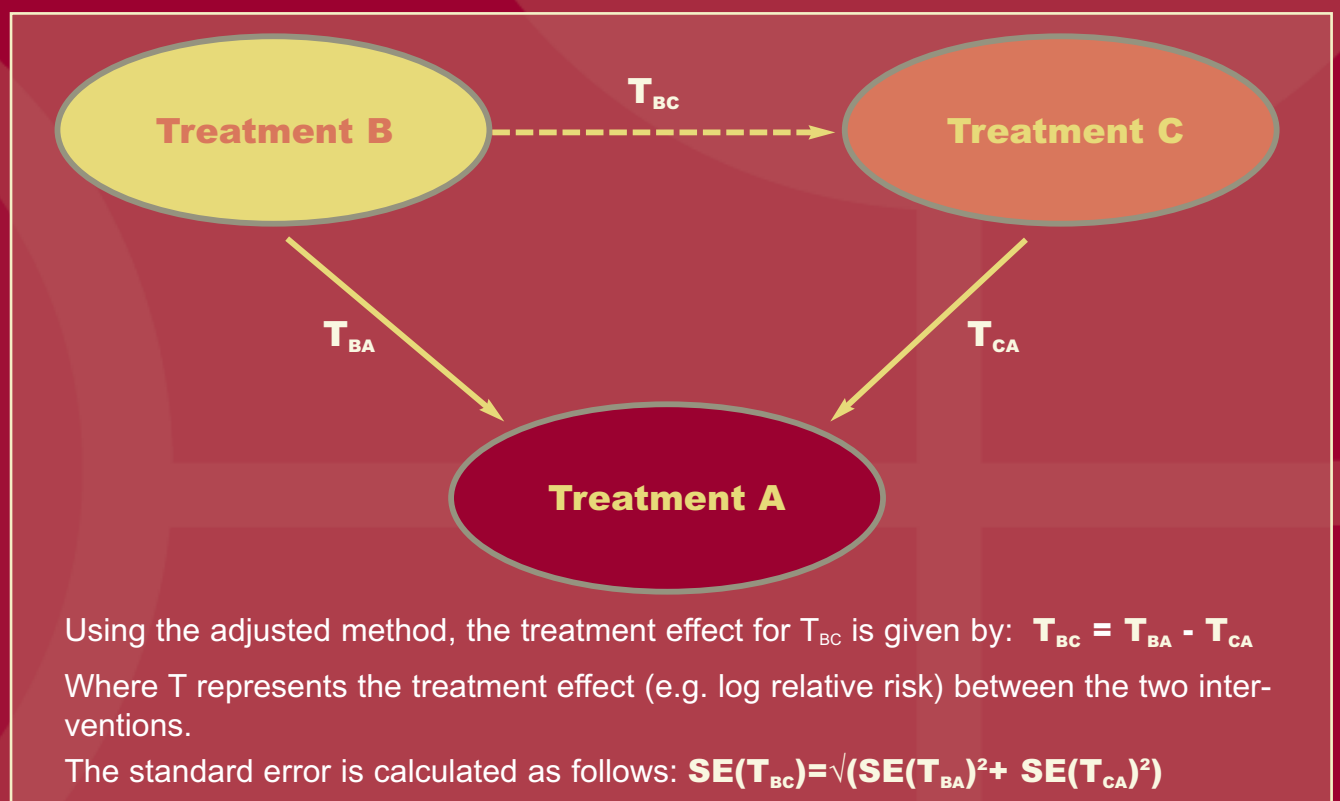 T_BC
Treatment B
Treatment C
T_BA
T_CA
Treatment A
Using the adjusted method, the treatment effect for T_BC is given by: T_BC = T_BA - T_CA
Where T represents the treatment effect (e.g. log relative risk) between the two inter-
ventions.
The standard error is calculated as follows: SE(T_BC)=√(SE(T_BA)²+ SE(T_CA)²)